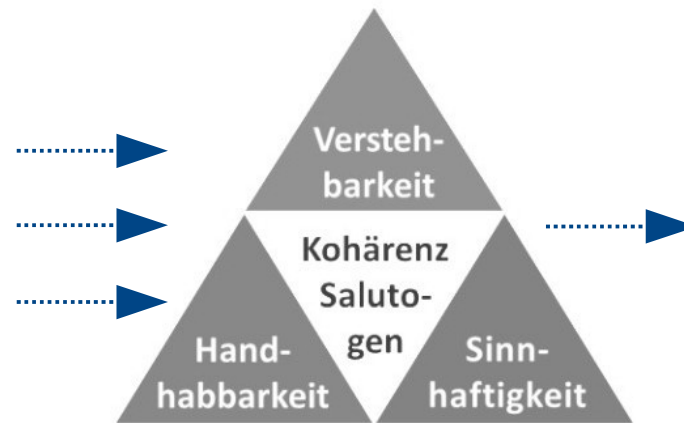 Versteh-
barkeit
Kohärenz
Saluto-
gen
Hand-
habbarkeit
Sinn-
haftigkeit